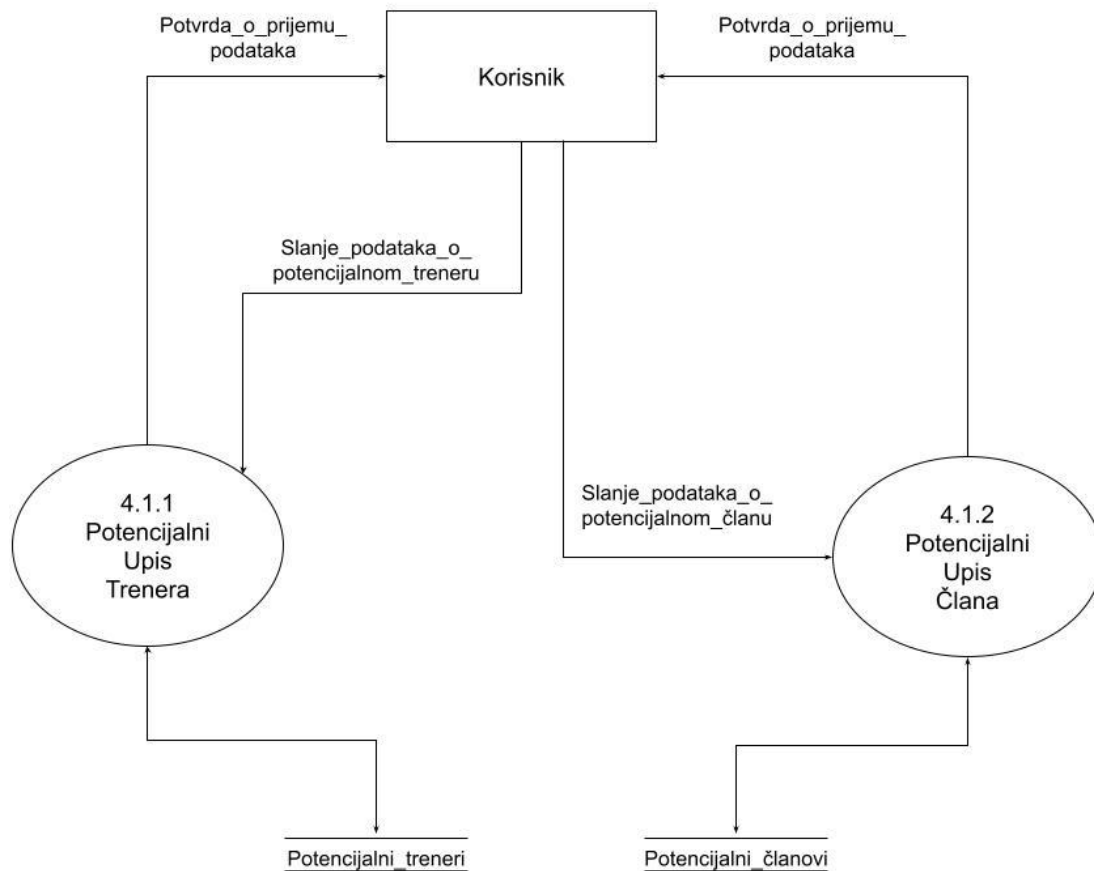 Potvrda_o_prijemu_
podataka
Potvrda_o_prijemu_
podataka
Korisnik
Slanje_podataka_o_
potencijalnom_treneru
Slanje_podataka_o_
potencijalnom_članu
4.1.1
Potencijalni
Upis
Trenera
4.1.2
Potencijalni
Upis
Člana
Potencijalni_treneri
Potencijalni_članovi